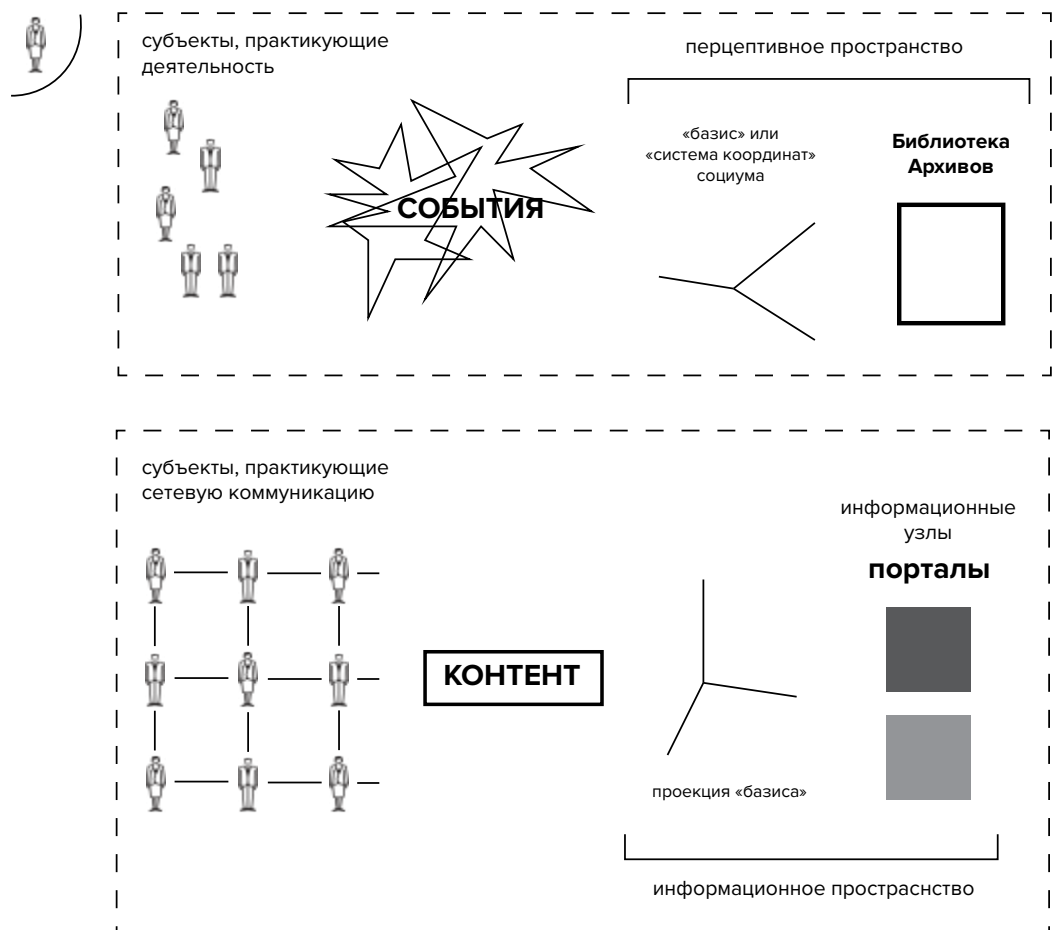 субъекты, практикующие
деятельность
перцептивное пространство
«базис» или
«система координат»
социума
Библиотека
Архивов
СОБЫТИЯ
субъекты, практикующие
сетевую коммуникацию
информационные
узлы
порталы
КОНТЕНТ
проекция «базиса»
информационное простраснство